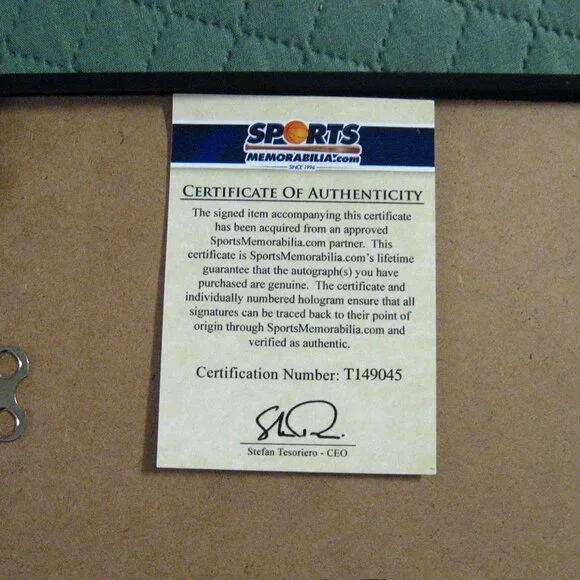 SPORTS
MEMORABILIA.com
SINCE 1996
CERTIFICATE OF AUTHENTICITY
The signed item accompanying this certificate
has been acquired from an approved
SportsMemorabilia.com partner. This
certificate is SportsMemorabilia.com's lifetime
guarantee that the autograph(s) you have
purchased are genuine. The certificate and
individually numbered hologram ensure that all
signatures can be traced back to their point of
origin through SportsMemorabilia.com and
verified as authentic.
Certification Number: T149045
Stefan Tesoriero - CEO